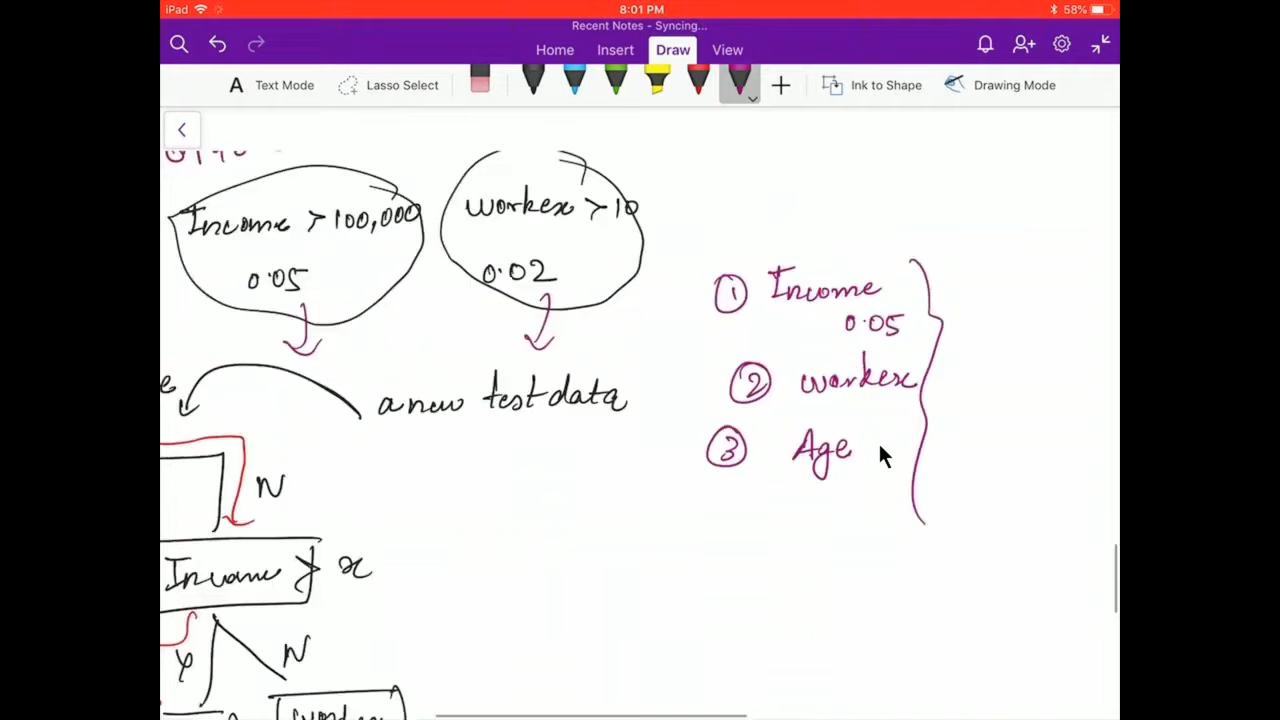 iPad
8:01 PM
58%
Recent Notes - Syncing...
Home Insert Draw View
A Text Mode Lasso Select Ink to Shape Drawing Mode
Income > 100,000
0.05
workex > 10
0.02
① Income
0.05
② workex
③ Age
a new test data
N
Income > x
Y
N
workex